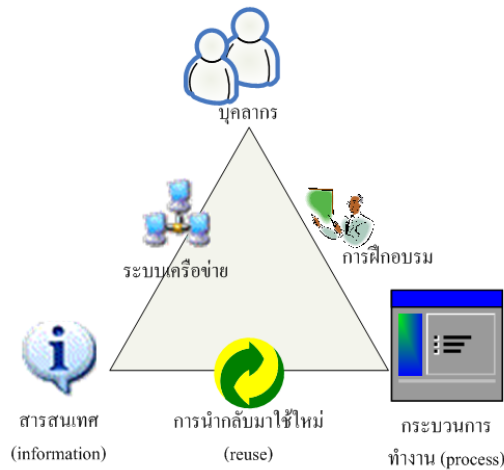 บุคลากร
ระบบเครือข่าย
การฝึกอบรม
สารสนเทศ
(information)
การนำกลับมาใช้ใหม่
(reuse)
กระบวนการ
ทำงาน (process)